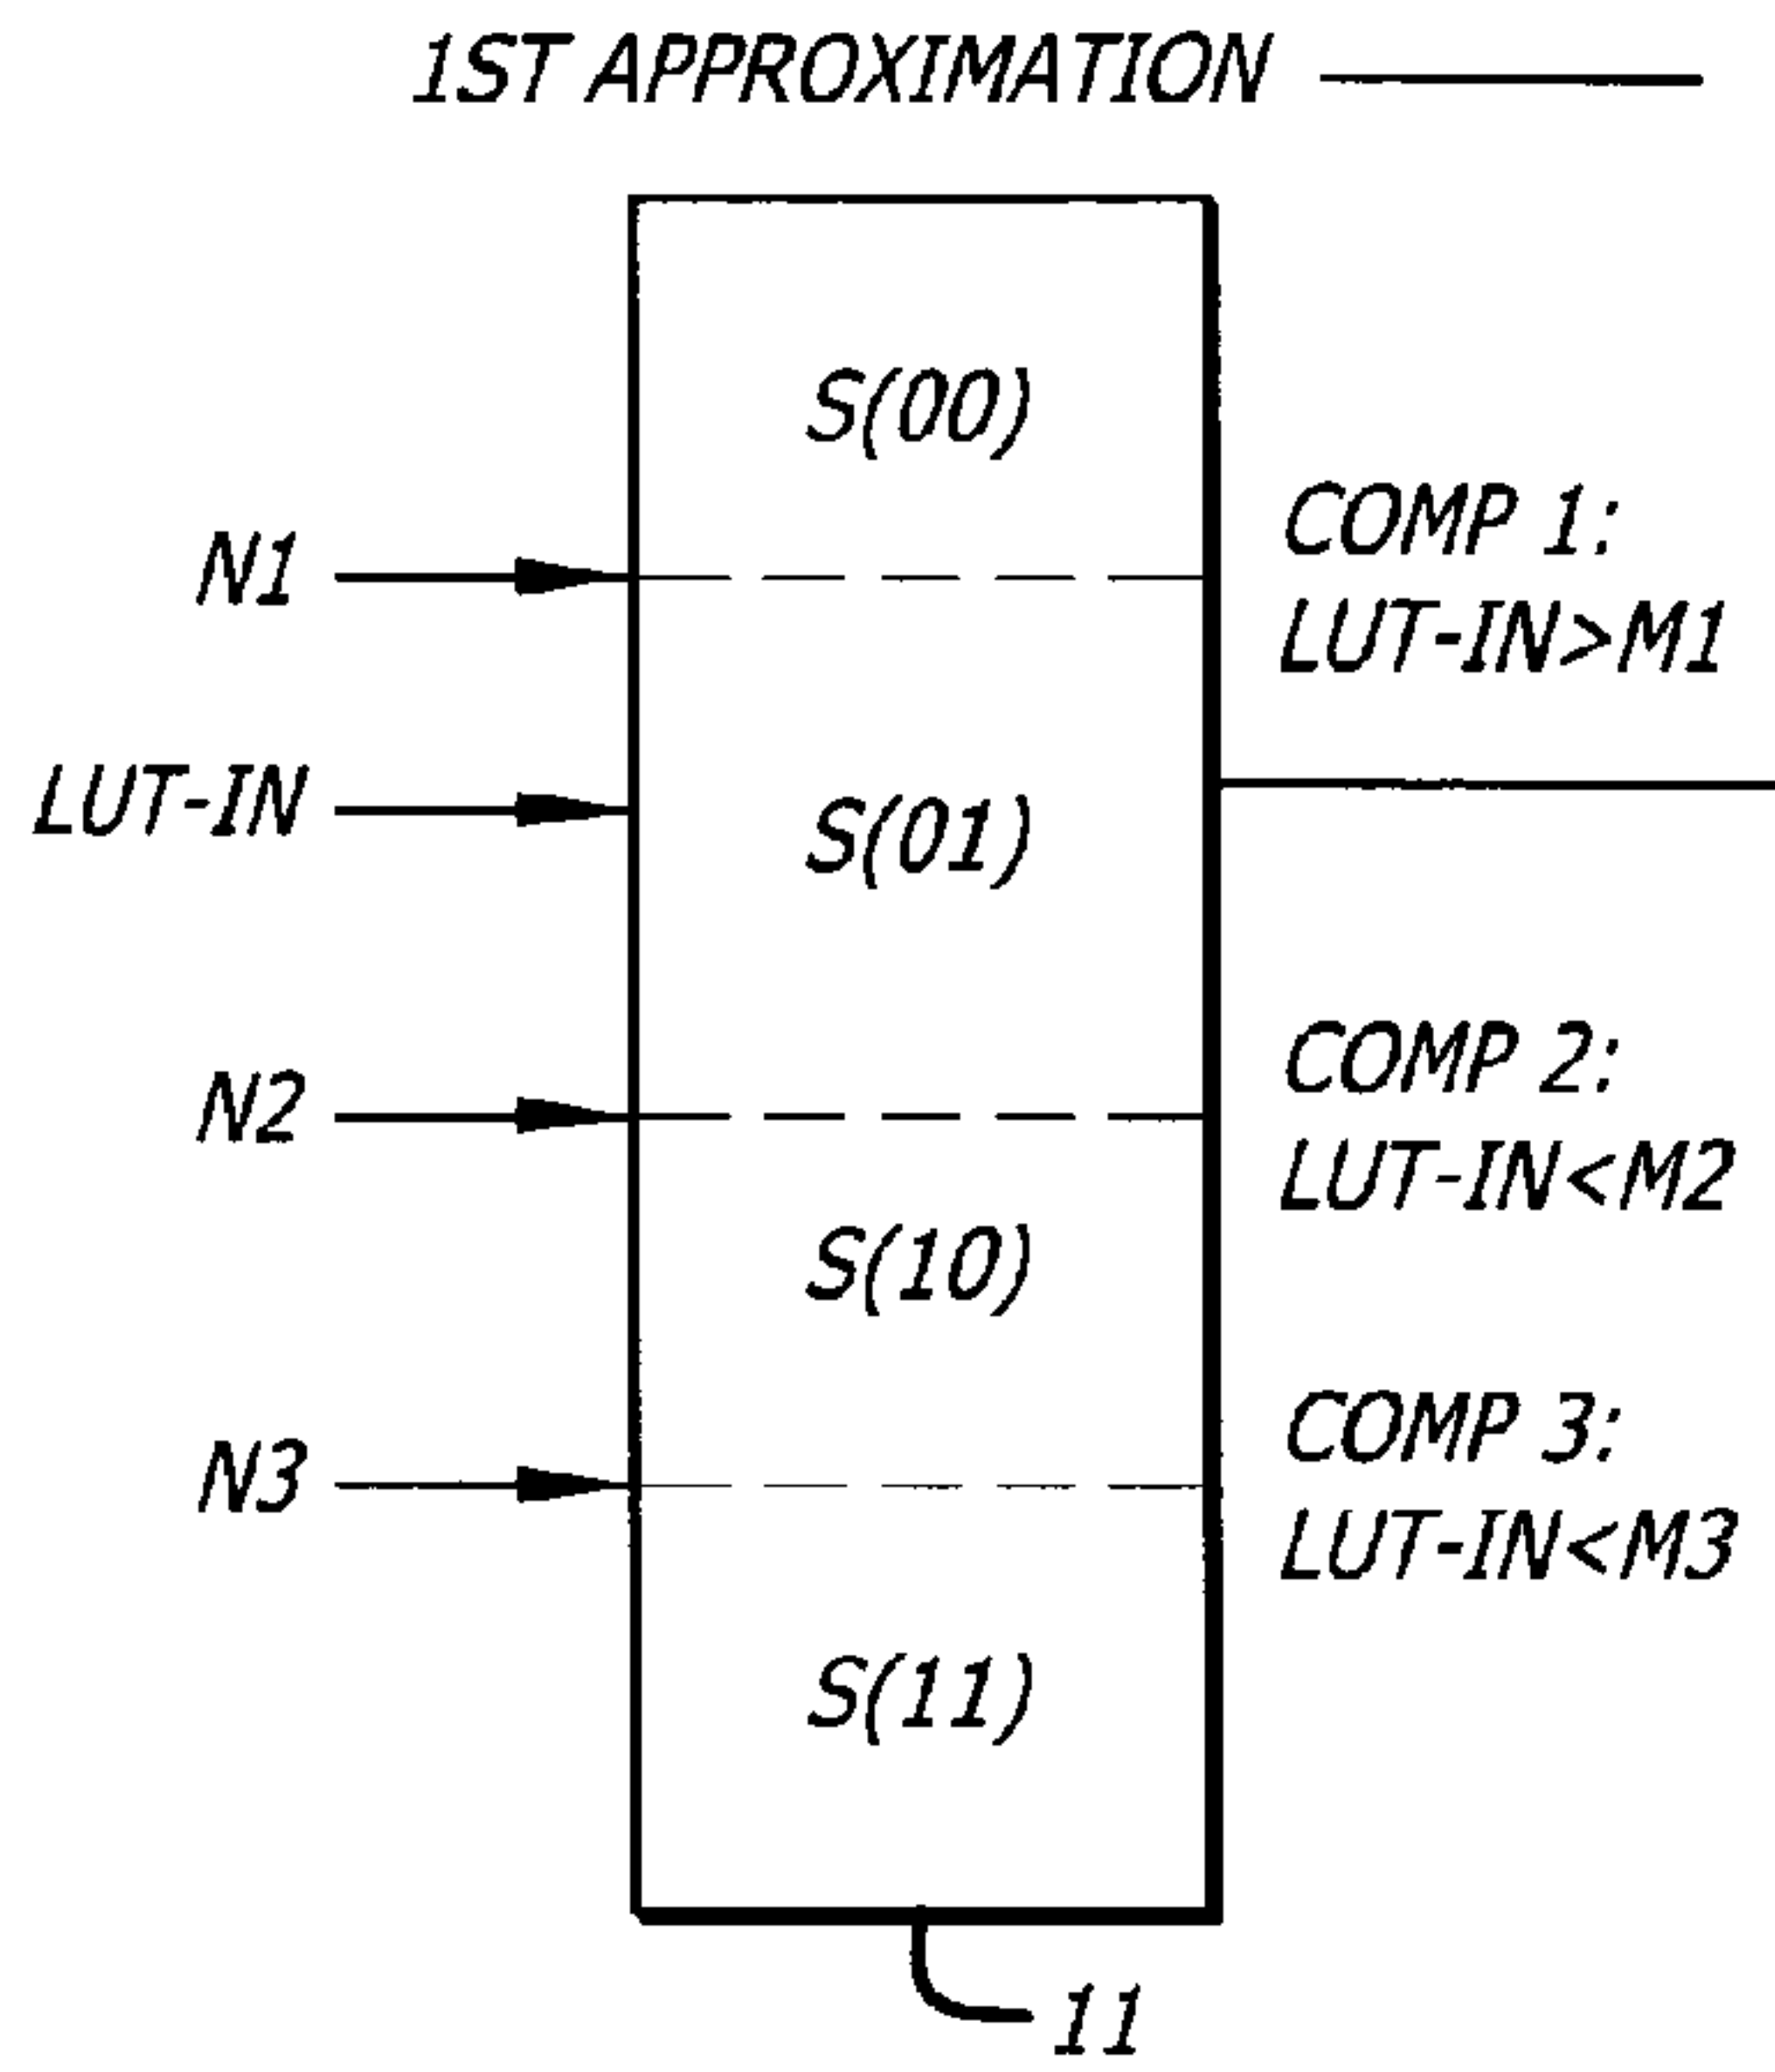 1ST APPROXIMATION
S(00)
COMP 1:
N1
LUT-IN>M1
LUT-IN
S(01)
COMP 2:
N2
LUT-IN<M2
S(10)
COMP 3:
N3
LUT-IN<M3
S(11)
11